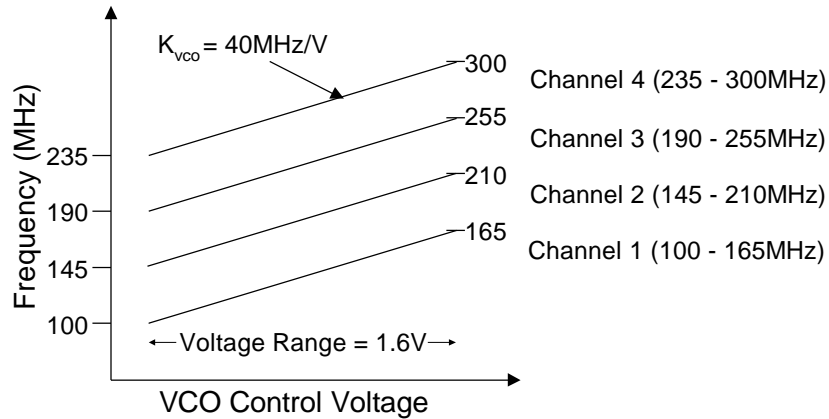 K_vco = 40MHz/V
300
Channel 4 (235 - 300MHz)
255
Channel 3 (190 - 255MHz)
235
210
Channel 2 (145 - 210MHz)
190
165
Channel 1 (100 - 165MHz)
145
100
Voltage Range = 1.6V
Frequency (MHz)
VCO Control Voltage